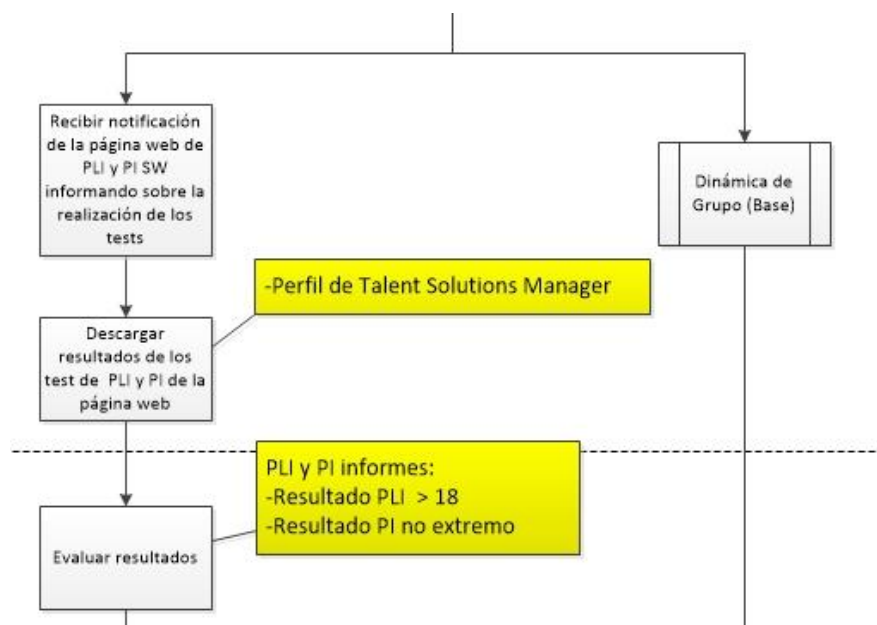 Recibir notificación
de la página web de
PLI y PI SW
informando sobre la
realización de los
tests
Dinámica de
Grupo (Base)
-Perfil de Talent Solutions Manager
Descargar
resultados de los
test de PLI y PI de la
página web
PLI y PI informes:
-Resultado PLI > 18
-Resultado PI no extremo
Evaluar resultados